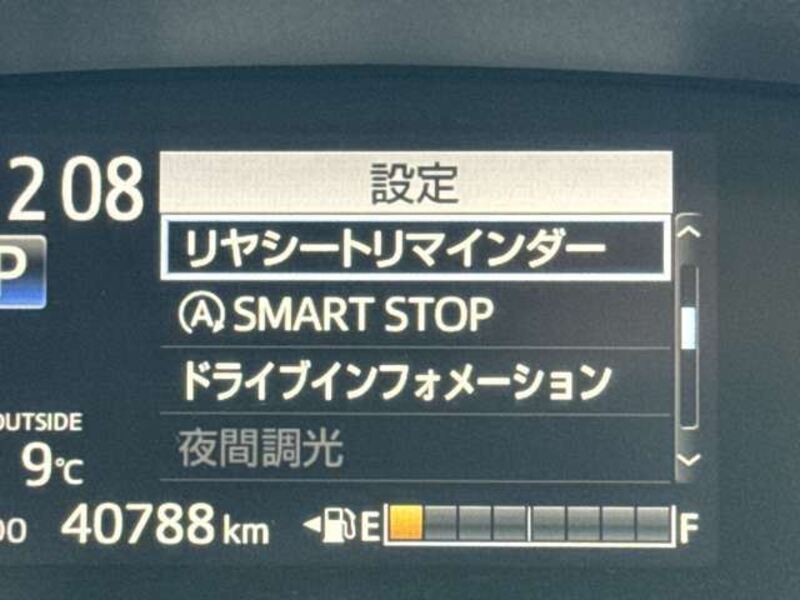 2 08
設定
P
リヤシートリマインダー
A SMART STOP
ドライブインフォメーション
OUTSIDE
夜間調光
9℃
40788 km
E
F